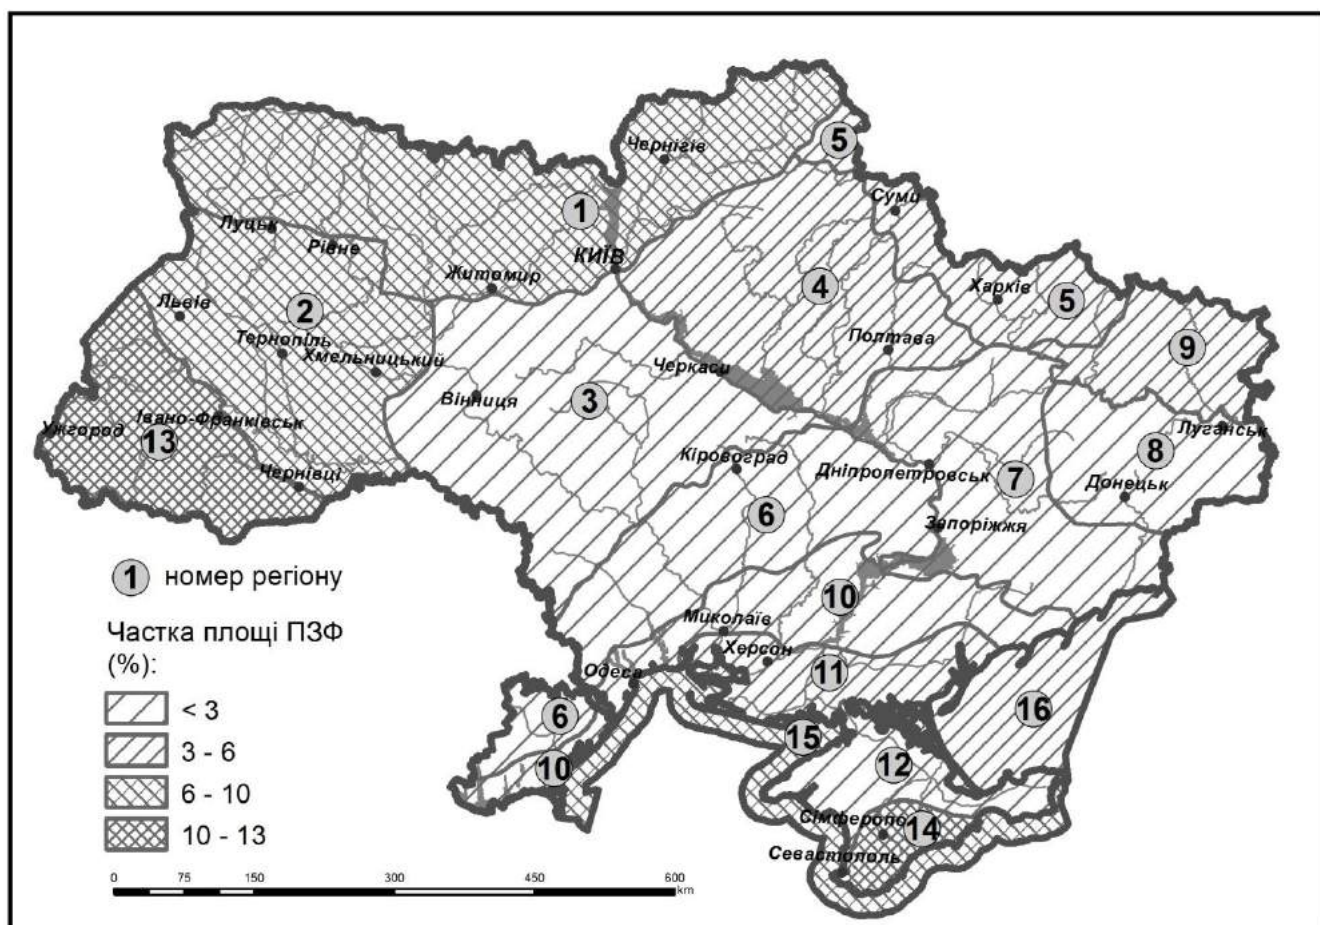 5
Чернігів
Суми
1
Луцьк
Рівне
КИЇВ
Житомир
4
Харків
5
Львів
2
Тернопіль
Хмельницький
Полтава
9
Черкаси
Вінниця
3
Івано-Франківськ
Ужгород
13
Луганськ
8
Кіровоград
Дніпропетровськ
7
Чернівці
Донецьк
6
Запоріжжя
1 номер регіону
10
Миколаїв
Частка площі ПЗФ
(%):
Херсон
Одеса
11
< 3
6
16
15
3 - 6
12
10
6 - 10
Сімферопо
14
10 - 13
Севастополь
0 75 150 300 450 600
km